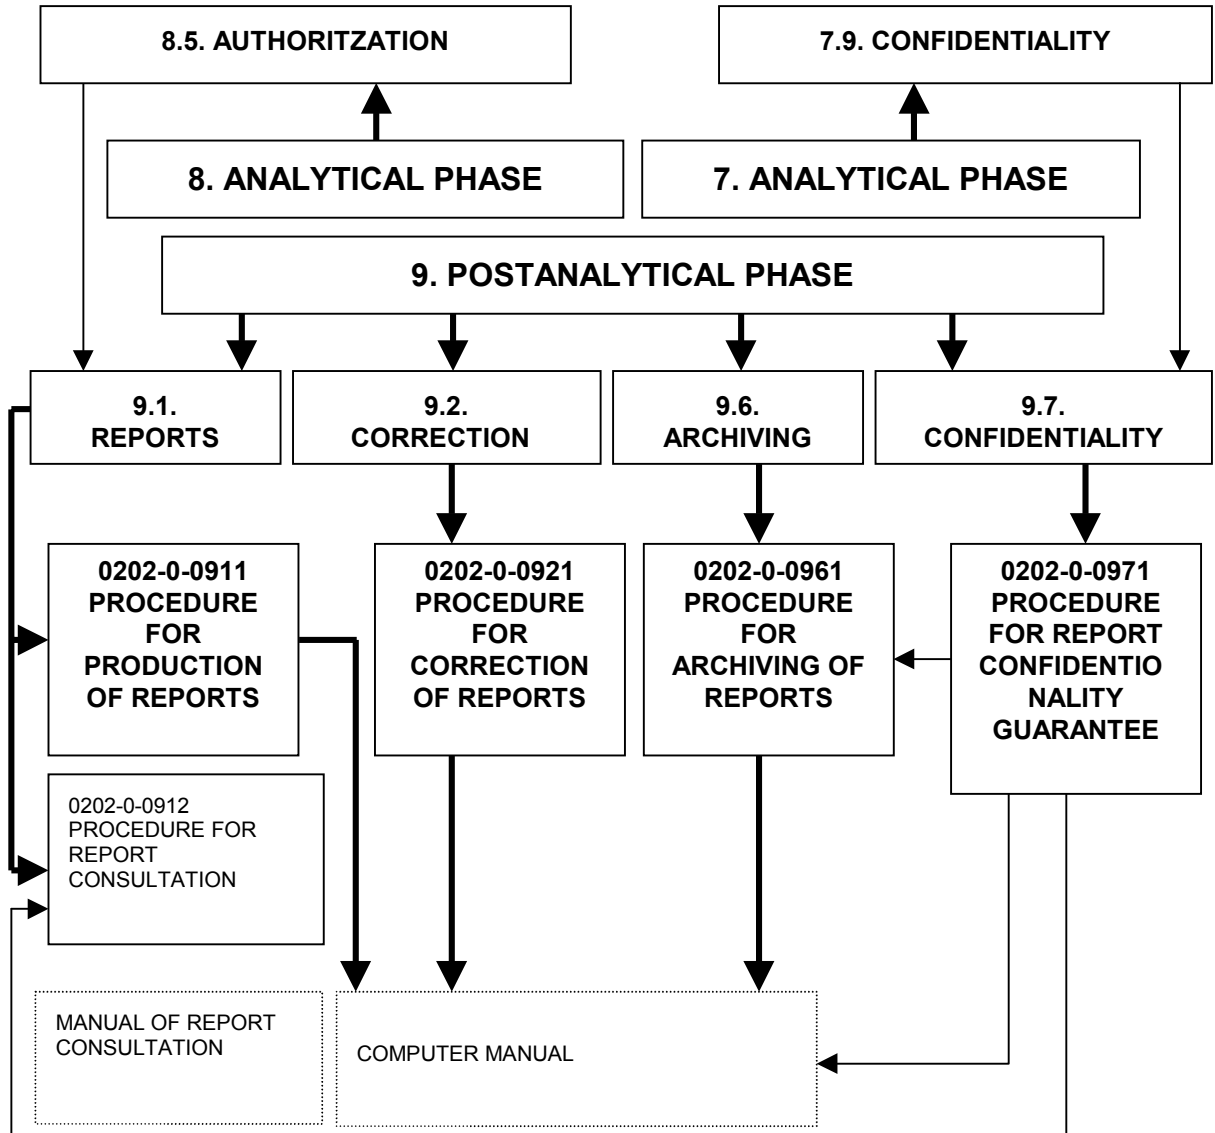 8.5. AUTHORITZATION
7.9. CONFIDENTIALITY
8. ANALYTICAL PHASE
7. ANALYTICAL PHASE
9. POSTANALYTICAL PHASE
9.1.
REPORTS
9.2.
CORRECTION
9.6.
ARCHIVING
9.7.
CONFIDENTIALITY
0202-0-0911
PROCEDURE
FOR
PRODUCTION
OF REPORTS
0202-0-0921
PROCEDURE
FOR
CORRECTION
OF REPORTS
0202-0-0961
PROCEDURE
FOR
ARCHIVING OF
REPORTS
0202-0-0971
PROCEDURE
FOR REPORT
CONFIDENTIO
NALITY
GUARANTEE
0202-0-0912
PROCEDURE FOR
REPORT
CONSULTATION
MANUAL OF REPORT
CONSULTATION
COMPUTER MANUAL